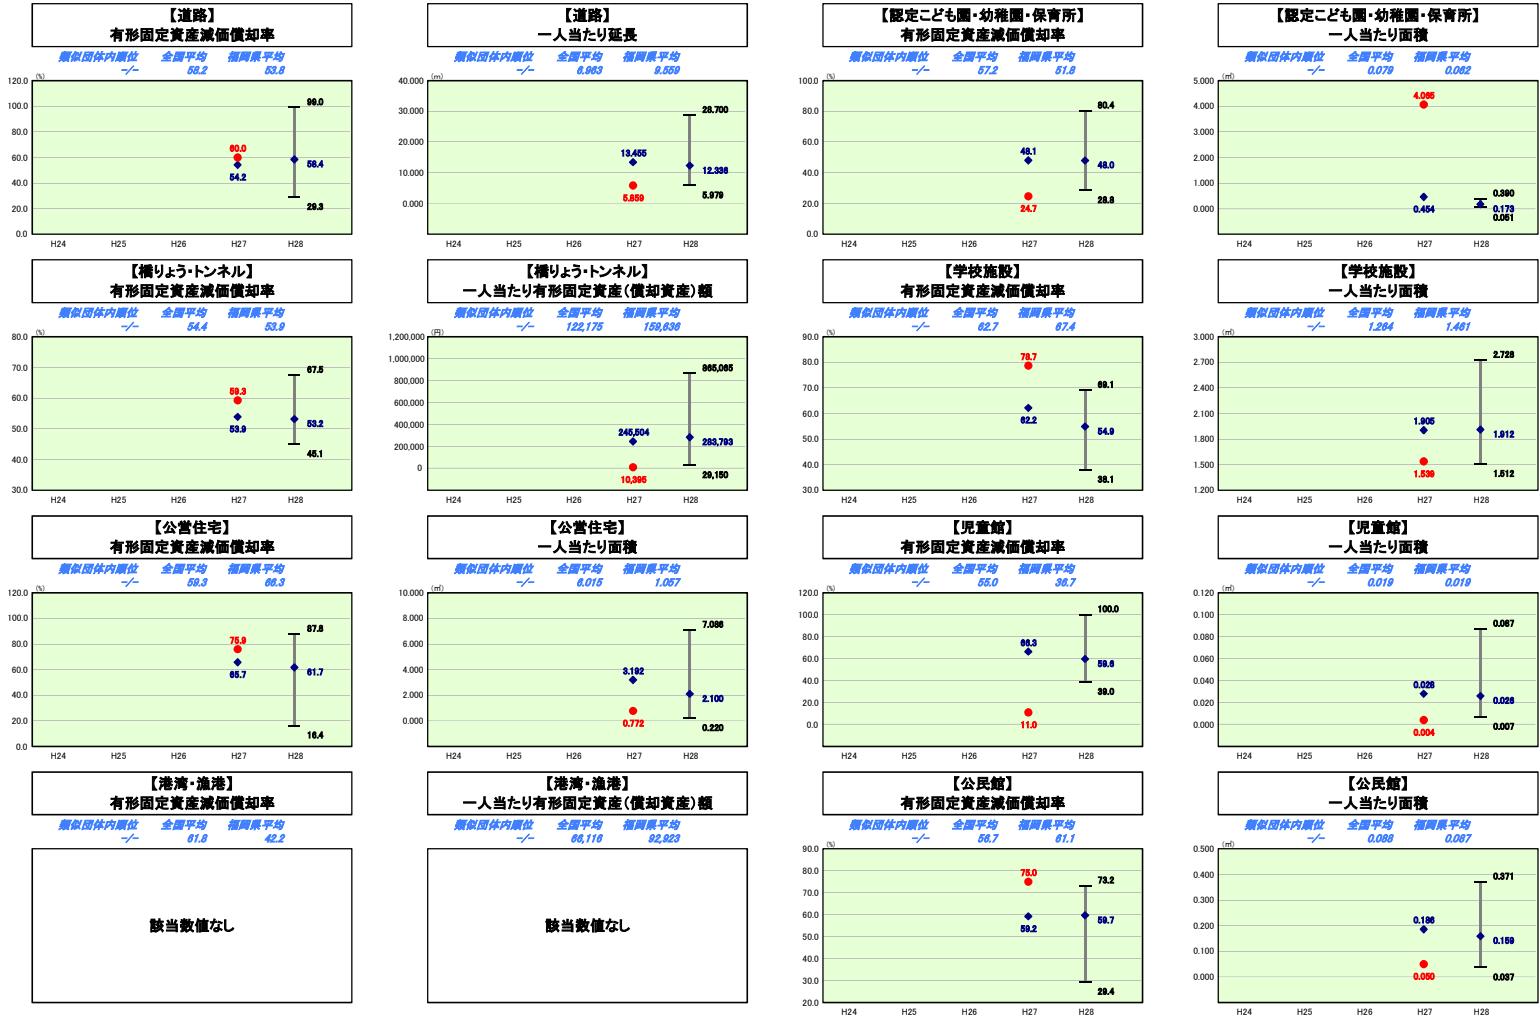 【道路】
有形固定資産減価償却率
類似団体内順位 全国平均 福岡県平均
-/- 58.2 53.8
(%)
120.0
100.0
80.0
60.0
40.0
20.0
0.0
99.0
60.0
54.2
58.4
29.3
H24 H25 H26 H27 H28
【道路】
一人当たり延長
類似団体内順位 全国平均 福岡県平均
-/- 6.963 9.559
(m)
40.000
30.000
20.000
10.000
0.000
28.700
13.455
12.336
5.859
5.979
H24 H25 H26 H27 H28
【認定こども園・幼稚園・保育所】
有形固定資産減価償却率
類似団体内順位 全国平均 福岡県平均
-/- 57.2 51.8
(%)
100.0
80.0
60.0
40.0
20.0
0.0
80.4
48.1
48.0
24.7
28.8
H24 H25 H26 H27 H28
【認定こども園・幼稚園・保育所】
一人当たり面積
類似団体内順位 全国平均 福岡県平均
-/- 0.079 0.062
(㎡)
5.000
4.000
3.000
2.000
1.000
0.000
4.065
0.454
0.390
0.173
0.051
H24 H25 H26 H27 H28
【橋りょう・トンネル】
有形固定資産減価償却率
類似団体内順位 全国平均 福岡県平均
-/- 54.4 53.9
(%)
80.0
70.0
60.0
50.0
40.0
30.0
67.5
59.3
53.9
53.2
45.1
H24 H25 H26 H27 H28
【橋りょう・トンネル】
一人当たり有形固定資産(償却資産)額
類似団体内順位 全国平均 福岡県平均
-/- 122,175 159,636
(円)
1,200,000
1,000,000
800,000
600,000
400,000
200,000
0
865,065
245,504
283,793
10,395
29,150
H24 H25 H26 H27 H28
【学校施設】
有形固定資産減価償却率
類似団体内順位 全国平均 福岡県平均
-/- 62.7 67.4
(%)
90.0
80.0
70.0
60.0
50.0
40.0
30.0
78.7
69.1
62.2
54.9
38.1
H24 H25 H26 H27 H28
【学校施設】
一人当たり面積
類似団体内順位 全国平均 福岡県平均
-/- 1.264 1.461
(㎡)
3.000
2.700
2.400
2.100
1.800
1.500
1.200
2.728
1.905
1.912
1.539
1.512
H24 H25 H26 H27 H28
【公営住宅】
有形固定資産減価償却率
類似団体内順位 全国平均 福岡県平均
-/- 59.3 66.3
(%)
120.0
100.0
80.0
60.0
40.0
20.0
0.0
87.8
75.9
65.7
61.7
16.4
H24 H25 H26 H27 H28
【公営住宅】
一人当たり面積
類似団体内順位 全国平均 福岡県平均
-/- 6.015 1.057
(㎡)
10.000
8.000
6.000
4.000
2.000
0.000
7.086
3.192
2.100
0.772
0.220
H24 H25 H26 H27 H28
【児童館】
有形固定資産減価償却率
類似団体内順位 全国平均 福岡県平均
-/- 55.0 36.7
(%)
120.0
100.0
80.0
60.0
40.0
20.0
0.0
100.0
66.3
59.6
39.0
11.0
H24 H25 H26 H27 H28
【児童館】
一人当たり面積
類似団体内順位 全国平均 福岡県平均
-/- 0.019 0.019
(㎡)
0.120
0.100
0.080
0.060
0.040
0.020
0.000
0.087
0.028
0.026
0.004
0.007
H24 H25 H26 H27 H28
【港湾・漁港】
有形固定資産減価償却率
類似団体内順位 全国平均 福岡県平均
-/- 61.8 42.2
該当数値なし
【港湾・漁港】
一人当たり有形固定資産(償却資産)額
類似団体内順位 全国平均 福岡県平均
-/- 66,116 92,923
該当数値なし
【公民館】
有形固定資産減価償却率
類似団体内順位 全国平均 福岡県平均
-/- 56.7 61.1
(%)
90.0
80.0
70.0
60.0
50.0
40.0
30.0
20.0
75.0
73.2
59.2
59.7
29.4
H24 H25 H26 H27 H28
【公民館】
一人当たり面積
類似団体内順位 全国平均 福岡県平均
-/- 0.088 0.087
(㎡)
0.500
0.400
0.300
0.200
0.100
0.000
0.371
0.186
0.159
0.050
0.037
H24 H25 H26 H27 H28